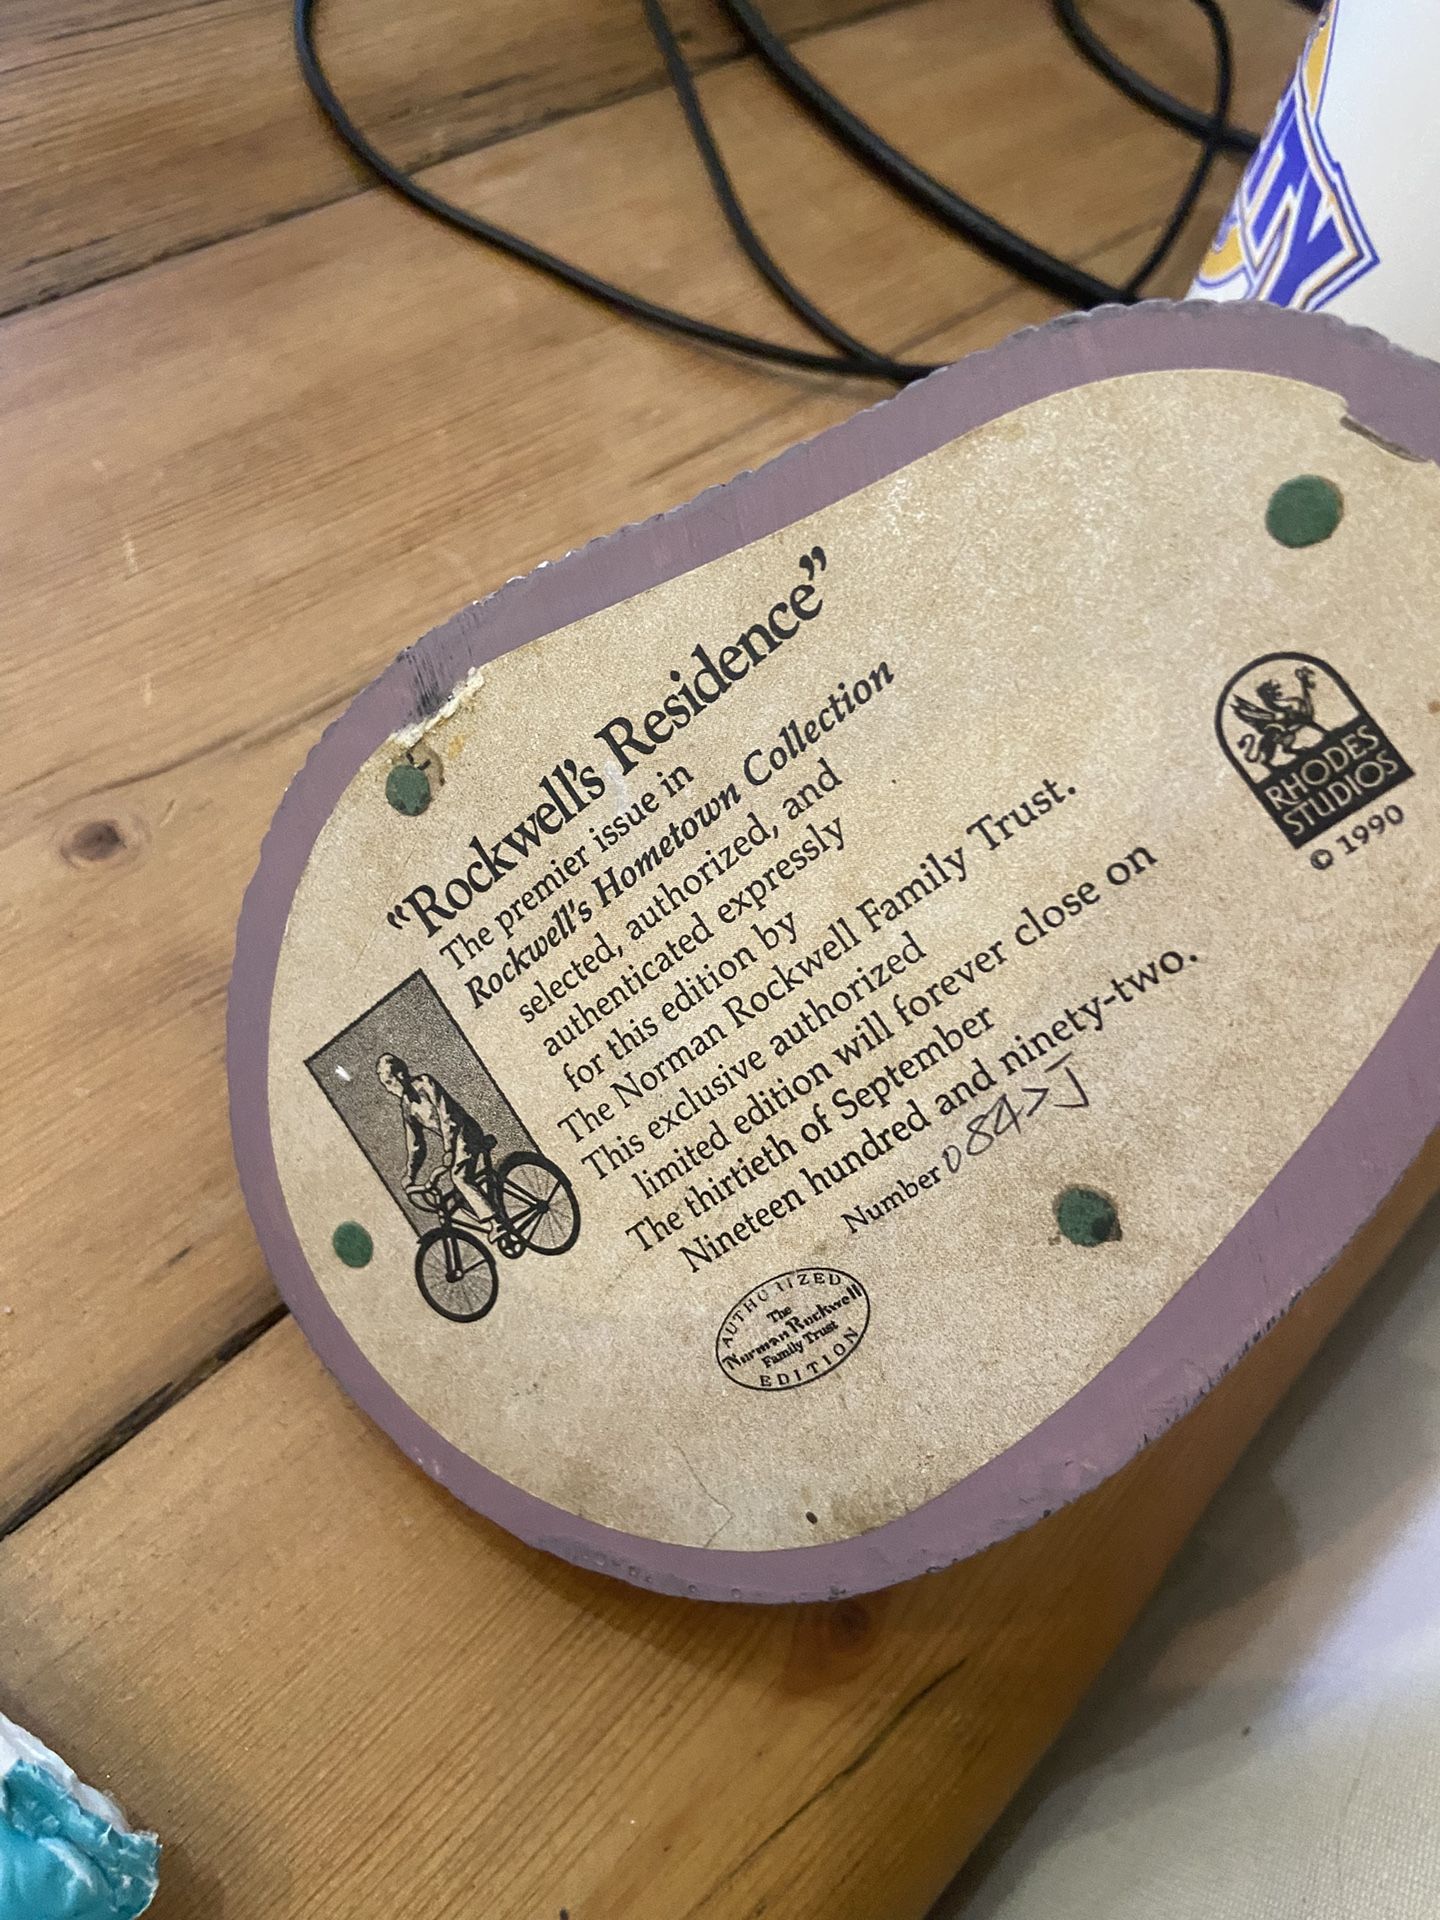 “Rockwell’s Residence”
The premier issue in
Rockwell’s Hometown Collection
selected, authorized, and
authenticated expressly
for this edition by
The Norman Rockwell Family Trust.
This exclusive authorized
limited edition will forever close on
The thirtieth of September
Nineteen hundred and ninety-two.
Number
AUTHORIZED
The
Norman Rockwell
Family Trust
EDITION
RHODES
STUDIOS
© 1990